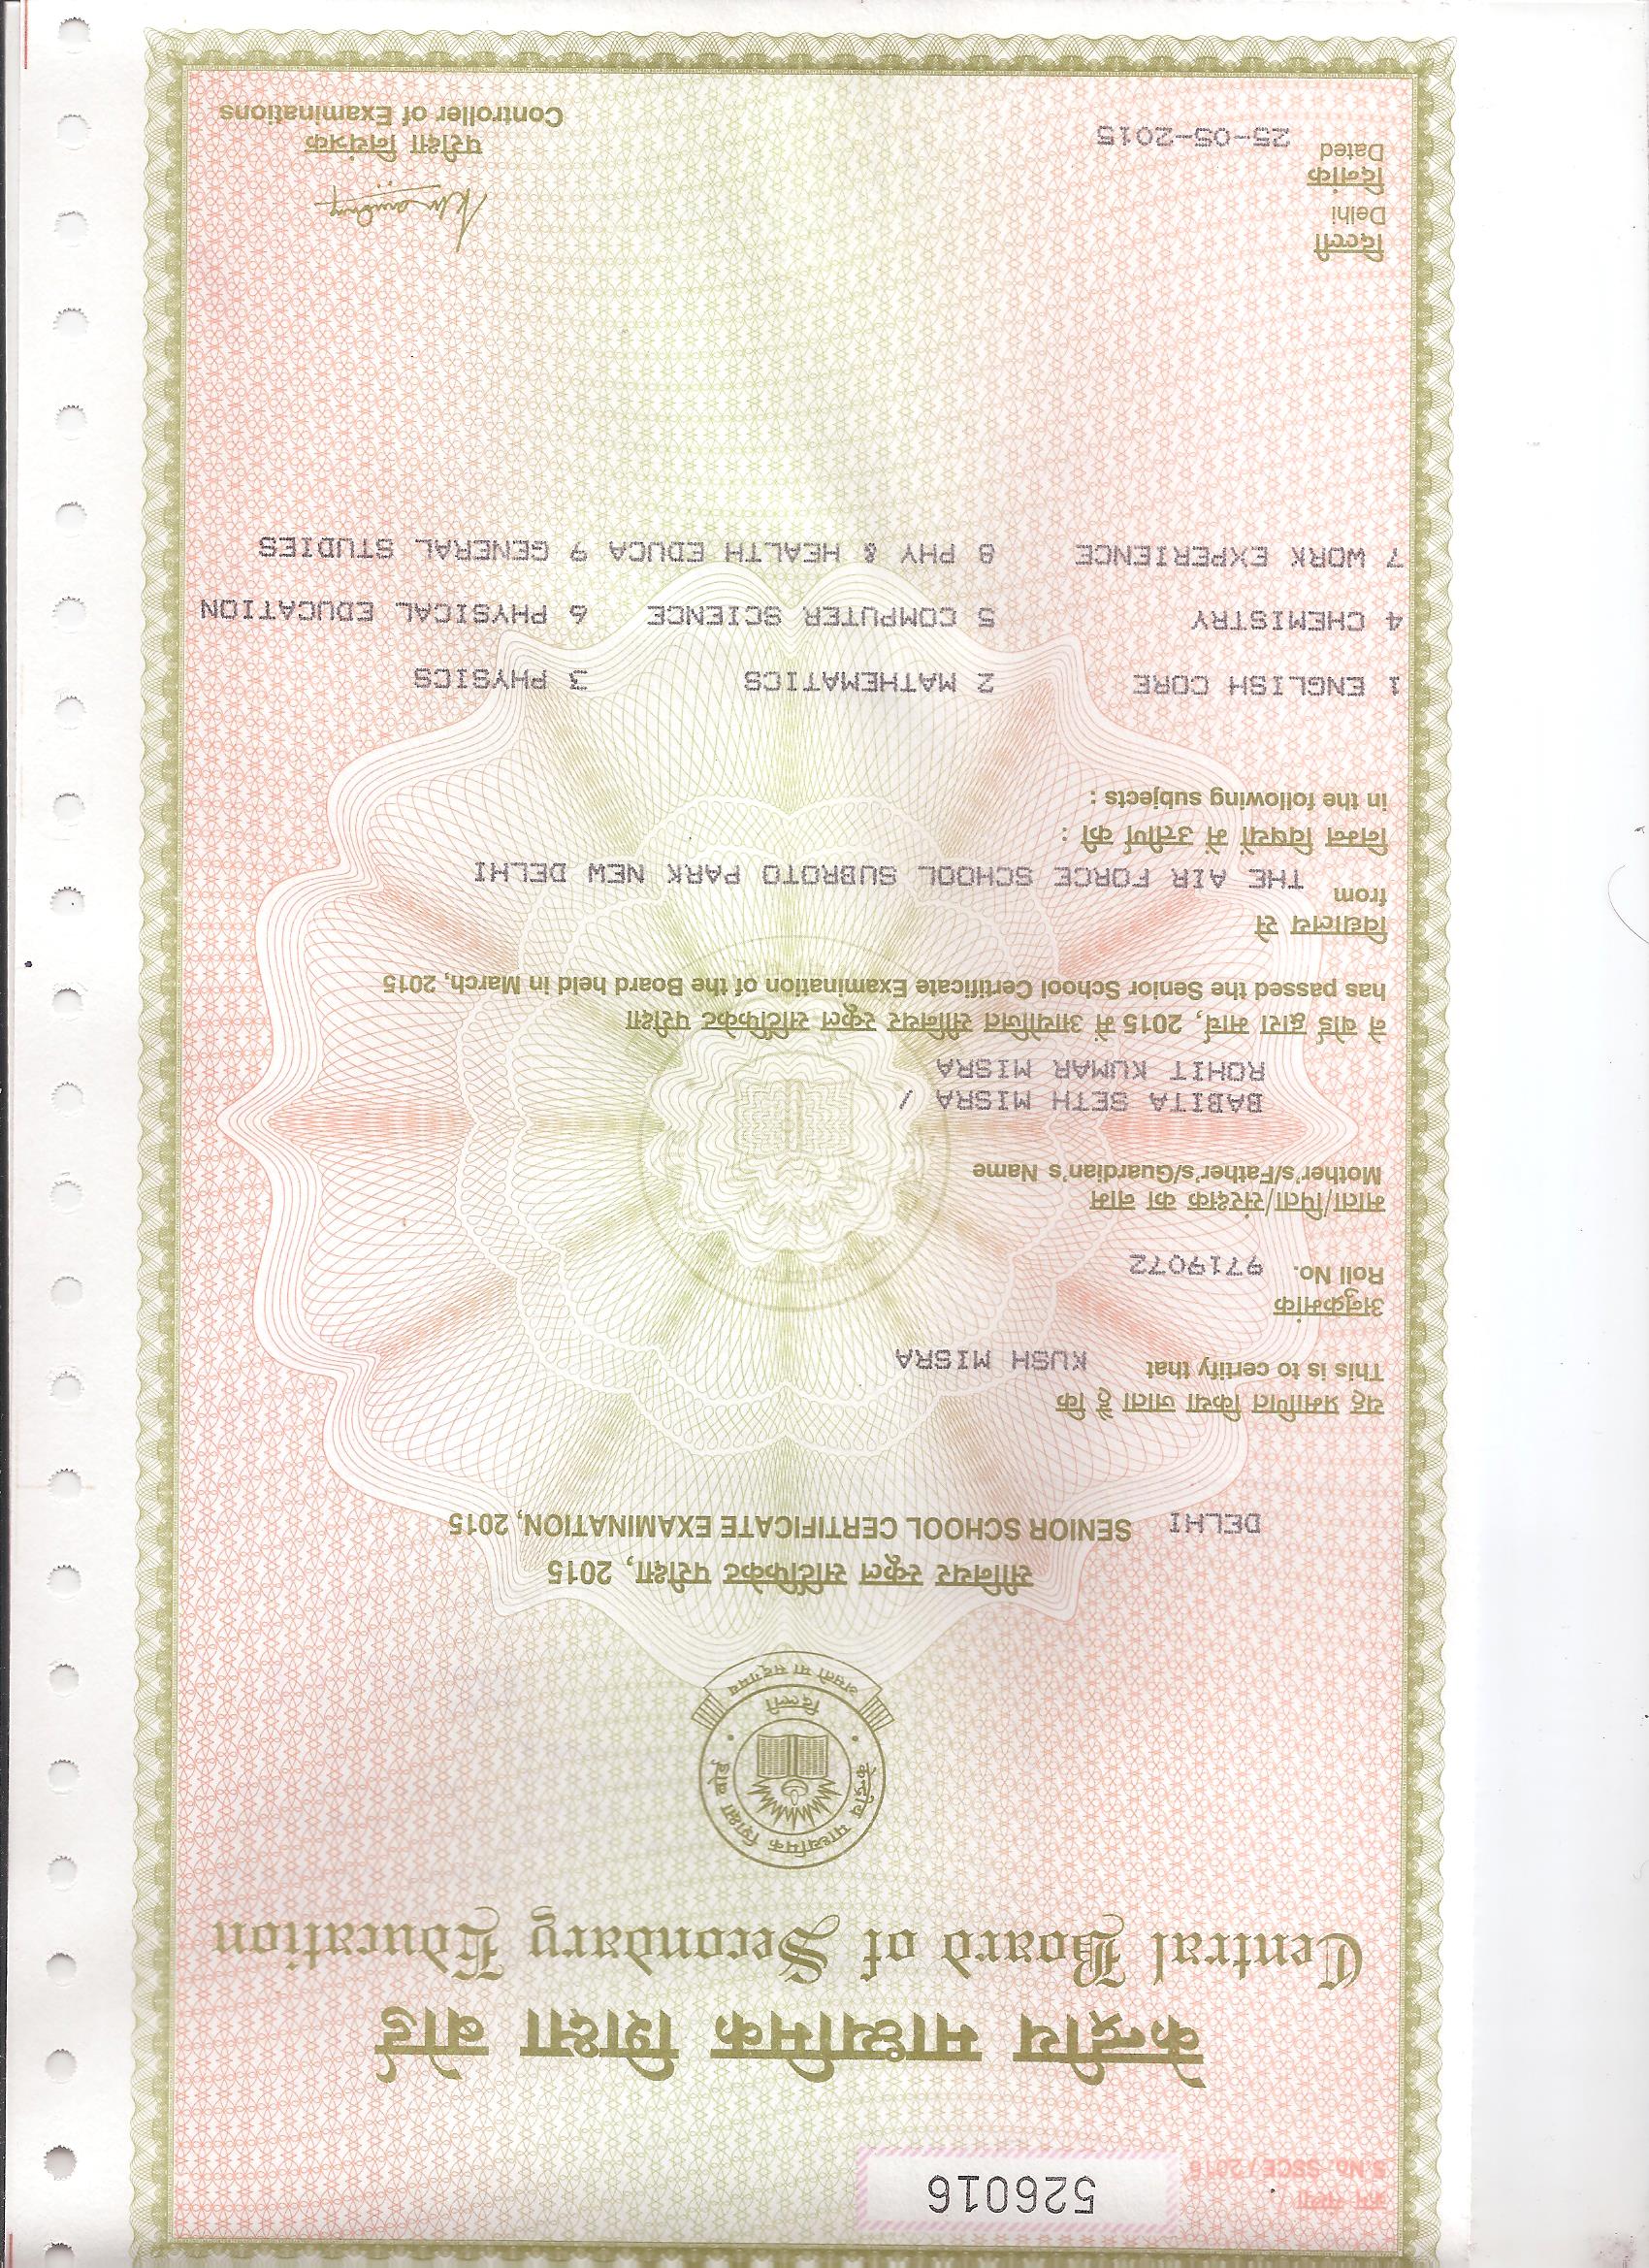 क्रम संख्या /
S.No. SSCE / 2015
526016
केन्द्रीय माध्यमिक शिक्षा बोर्ड
Central Board of Secondary Education
केन्द्रीय माध्यमिक शिक्षा बोर्ड
दिल्ली
असतो मा सद्गमय
सीनियर स्कूल सर्टिफिकेट परीक्षा, 2015
DELHI SENIOR SCHOOL CERTIFICATE EXAMINATION, 2015
यह प्रमाणित किया जाता है कि
This is to certify that KUSH MISRA
अनुक्रमांक
Roll No. 9719072
माता/पिता/संरक्षक का नाम
Mother's/Father's/Guardian's Name
BABITA SETH MISRA /
ROHIT KUMAR MISRA
ने बोर्ड द्वारा मार्च, 2015 में आयोजित सीनियर स्कूल सर्टिफिकेट परीक्षा
has passed the Senior School Certificate Examination of the Board held in March, 2015
विद्यालय से
from THE AIR FORCE SCHOOL SUBROTO PARK NEW DELHI
निम्न विषयों में उत्तीर्ण की :
in the following subjects :
1 ENGLISH CORE 2 MATHEMATICS 3 PHYSICS
4 CHEMISTRY 5 COMPUTER SCIENCE 6 PHYSICAL EDUCATION
7 WORK EXPERIENCE 8 PHY & HEALTH EDUCA 9 GENERAL STUDIES
दिल्ली
Delhi
दिनांक
Dated 25-05-2015
परीक्षा नियंत्रक
Controller of Examinations